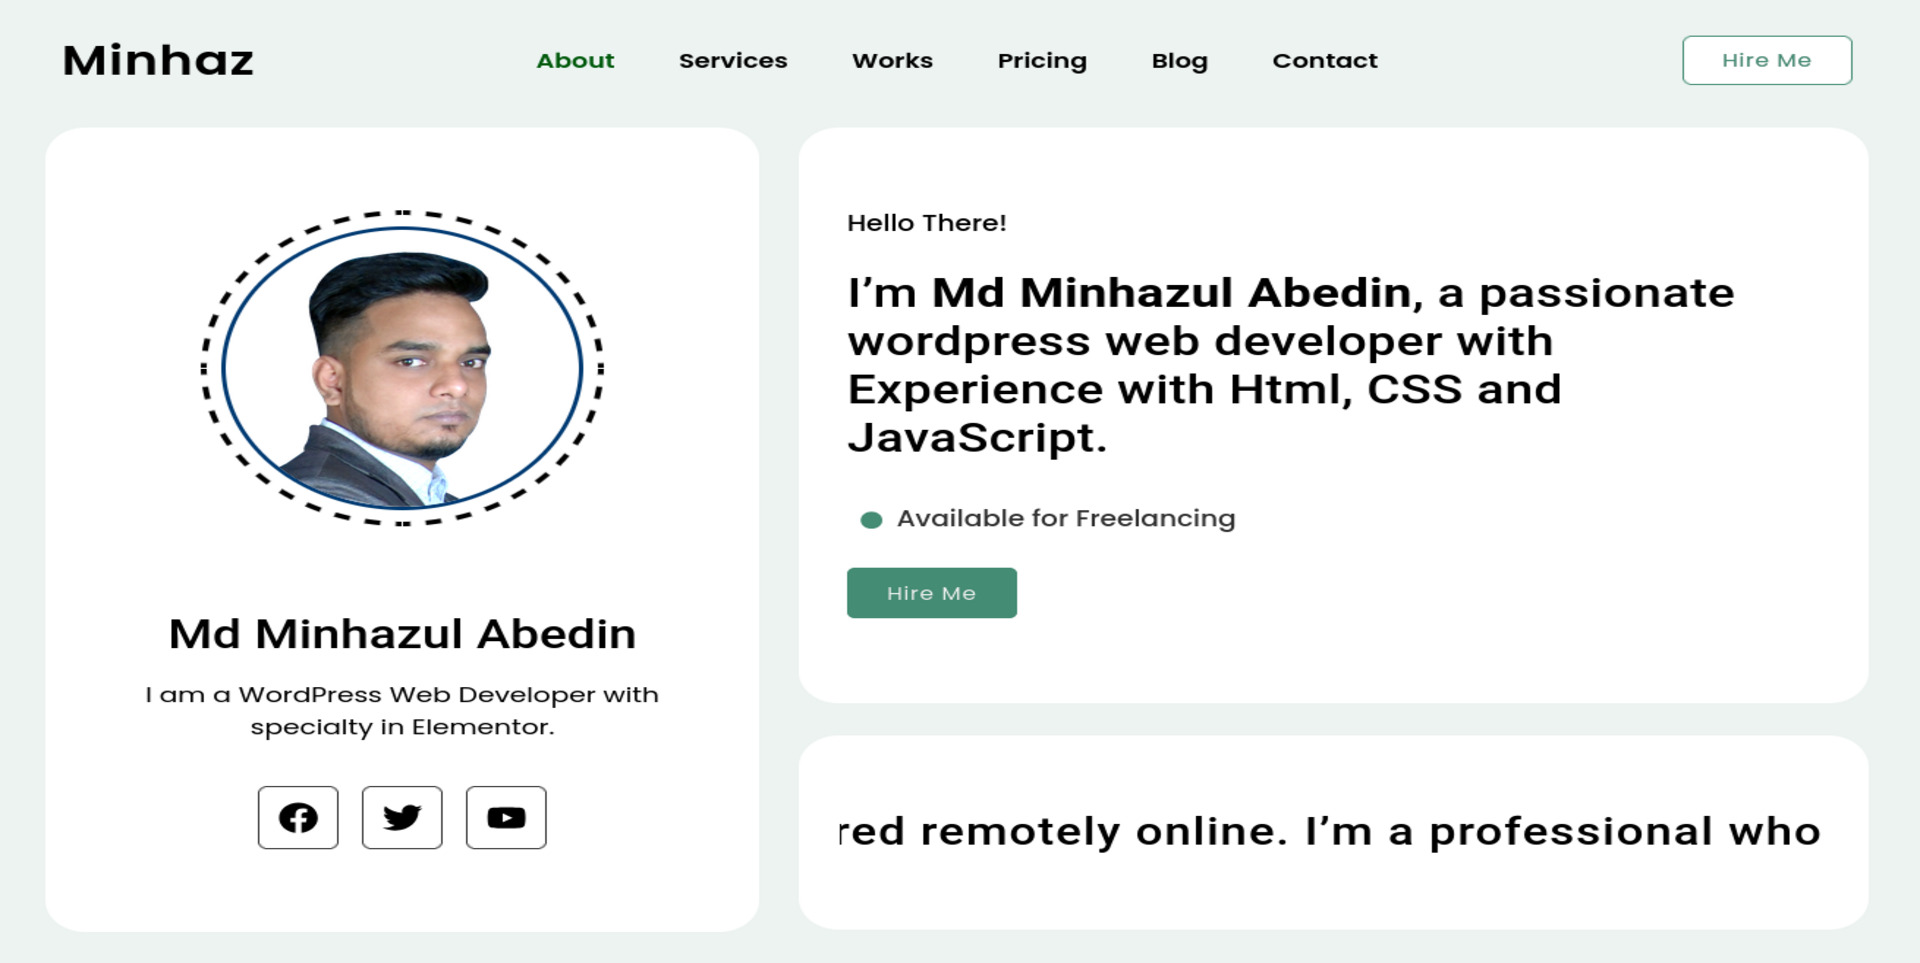 Minhaz
About
Services
Works
Pricing
Blog
Contact
Hire Me
Md Minhazul Abedin
I am a WordPress Web Developer with
specialty in Elementor.
Hello There!
I’m Md Minhazul Abedin, a passionate
wordpress web developer with
Experience with Html, CSS and
JavaScript.
Available for Freelancing
Hire Me
red remotely online. I’m a professional who